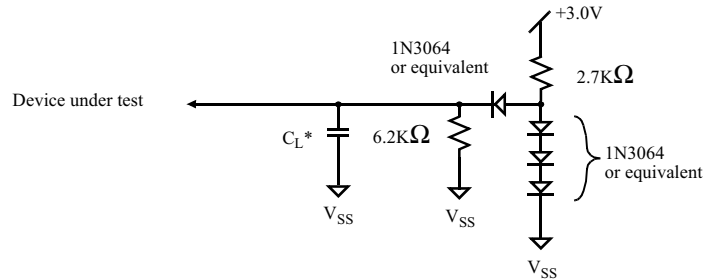 +3.0V
1N3064
or equivalent
2.7KΩ
Device under test
C_L*
6.2KΩ
1N3064
or equivalent
V_SS
V_SS
V_SS